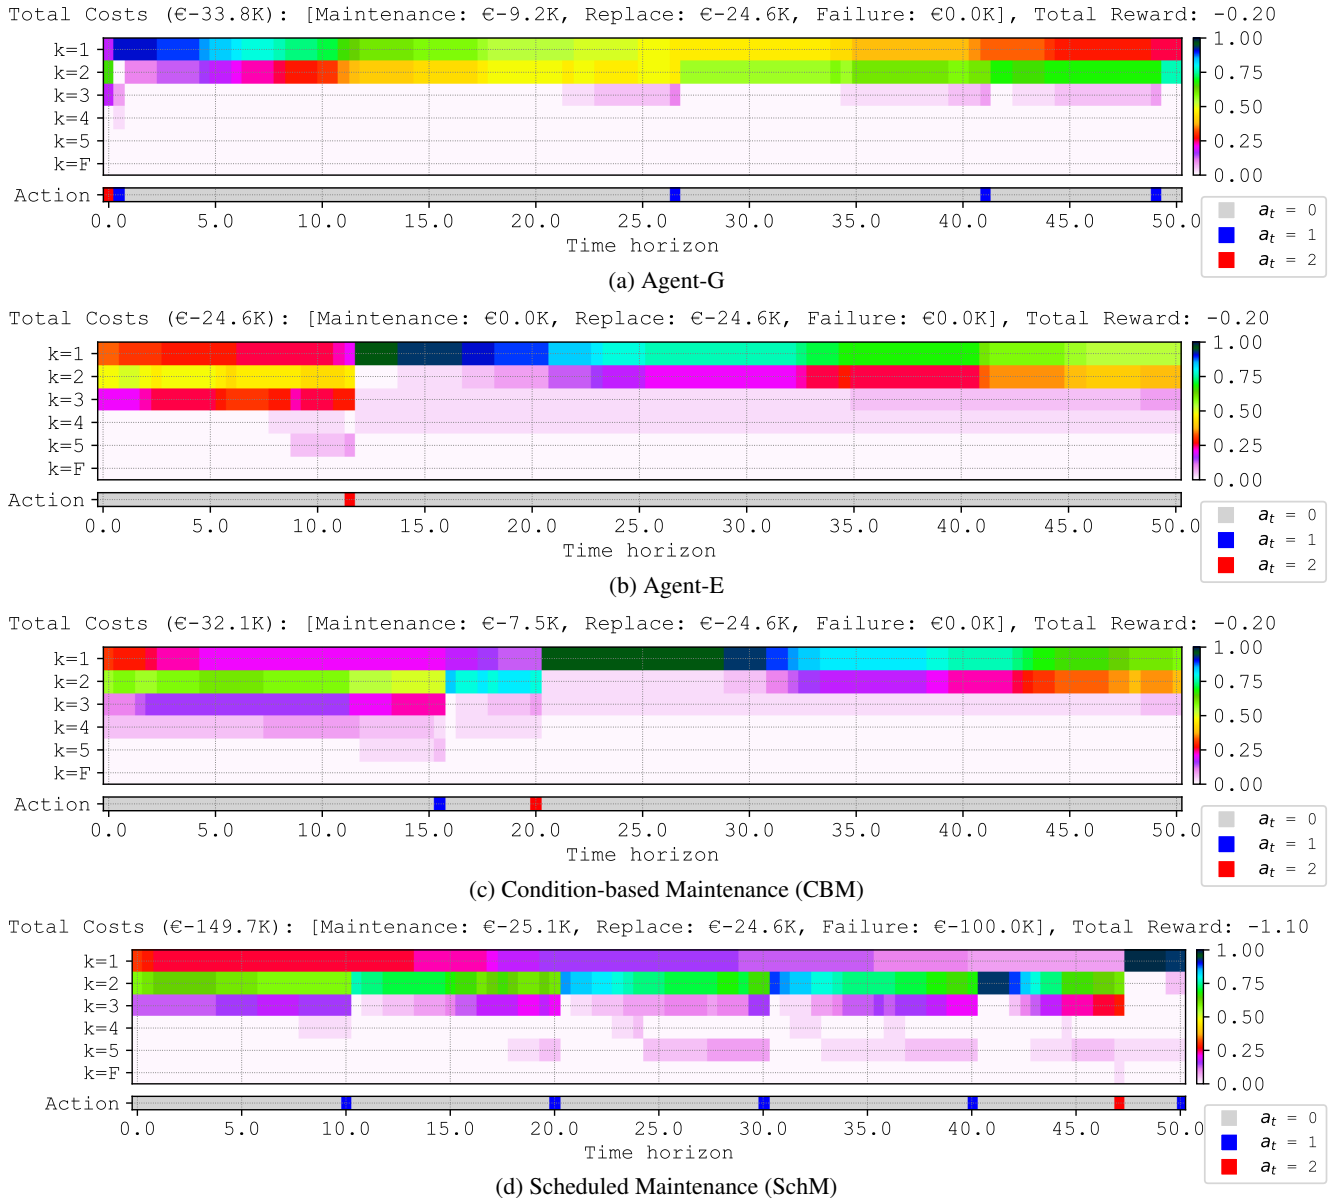 Total Costs (€-33.8K): [Maintenance: €-9.2K, Replace: €-24.6K, Failure: €0.0K], Total Reward: -0.20
k=1
k=2
k=3
k=4
k=5
k=F
1.00
0.75
0.50
0.25
0.00
Action
0.0 5.0 10.0 15.0 20.0 25.0 30.0 35.0 40.0 45.0 50.0
Time horizon
a_t = 0
a_t = 1
a_t = 2
(a) Agent-G
Total Costs (€-24.6K): [Maintenance: €0.0K, Replace: €-24.6K, Failure: €0.0K], Total Reward: -0.20
k=1
k=2
k=3
k=4
k=5
k=F
1.00
0.75
0.50
0.25
0.00
Action
0.0 5.0 10.0 15.0 20.0 25.0 30.0 35.0 40.0 45.0 50.0
Time horizon
a_t = 0
a_t = 1
a_t = 2
(b) Agent-E
Total Costs (€-32.1K): [Maintenance: €-7.5K, Replace: €-24.6K, Failure: €0.0K], Total Reward: -0.20
k=1
k=2
k=3
k=4
k=5
k=F
1.00
0.75
0.50
0.25
0.00
Action
0.0 5.0 10.0 15.0 20.0 25.0 30.0 35.0 40.0 45.0 50.0
Time horizon
a_t = 0
a_t = 1
a_t = 2
(c) Condition-based Maintenance (CBM)
Total Costs (€-149.7K): [Maintenance: €-25.1K, Replace: €-24.6K, Failure: €-100.0K], Total Reward: -1.10
k=1
k=2
k=3
k=4
k=5
k=F
1.00
0.75
0.50
0.25
0.00
Action
0.0 5.0 10.0 15.0 20.0 25.0 30.0 35.0 40.0 45.0 50.0
Time horizon
a_t = 0
a_t = 1
a_t = 2
(d) Scheduled Maintenance (SchM)